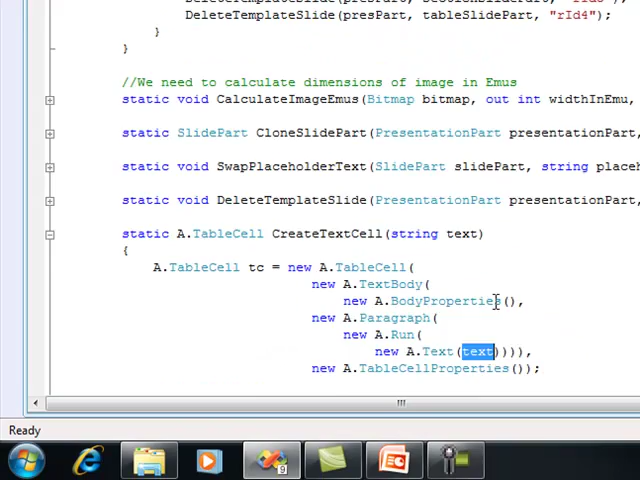 DeleteTemplateSlide(presPart, tableSlidePart, "rId4");
}
}
//We need to calculate dimensions of image in Emus
static void CalculateImageEmus(Bitmap bitmap, out int widthInEmu,
static SlidePart CloneSlidePart(PresentationPart presentationPart,
static void SwapPlaceholderText(SlidePart slidePart, string placeh
static void DeleteTemplateSlide(PresentationPart presentationPart,
static A.TableCell CreateTextCell(string text)
{
A.TableCell tc = new A.TableCell(
new A.TextBody(
new A.BodyProperties(),
new A.Paragraph(
new A.Run(
new A.Text(text)))),
new A.TableCellProperties());
Ready
9